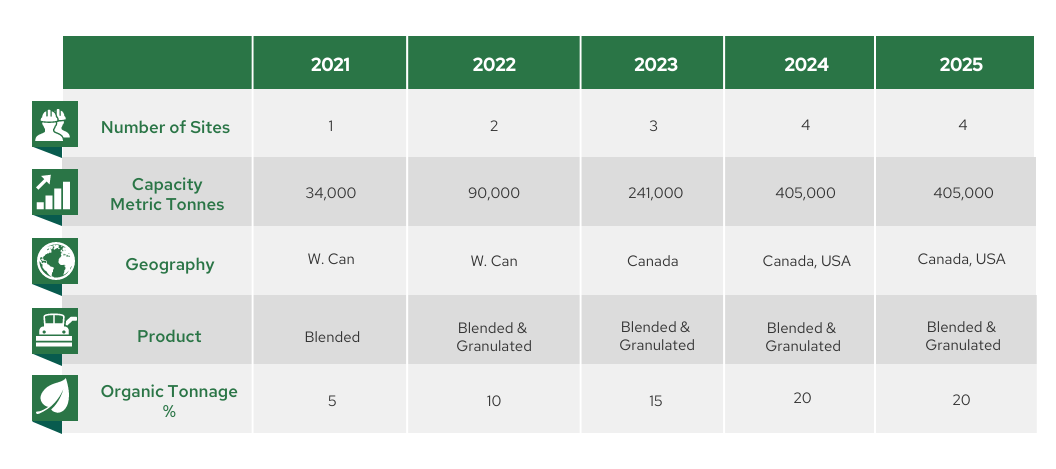 2021 2022 2023 2024 2025
Number of Sites 1 2 3 4 4
Capacity
Metric Tonnes 34,000 90,000 241,000 405,000 405,000
Geography W. Can W. Can Canada Canada, USA Canada, USA
Product Blended Blended & Blended & Blended & Blended &
Granulated Granulated Granulated Granulated
Organic Tonnage
% 5 10 15 20 20